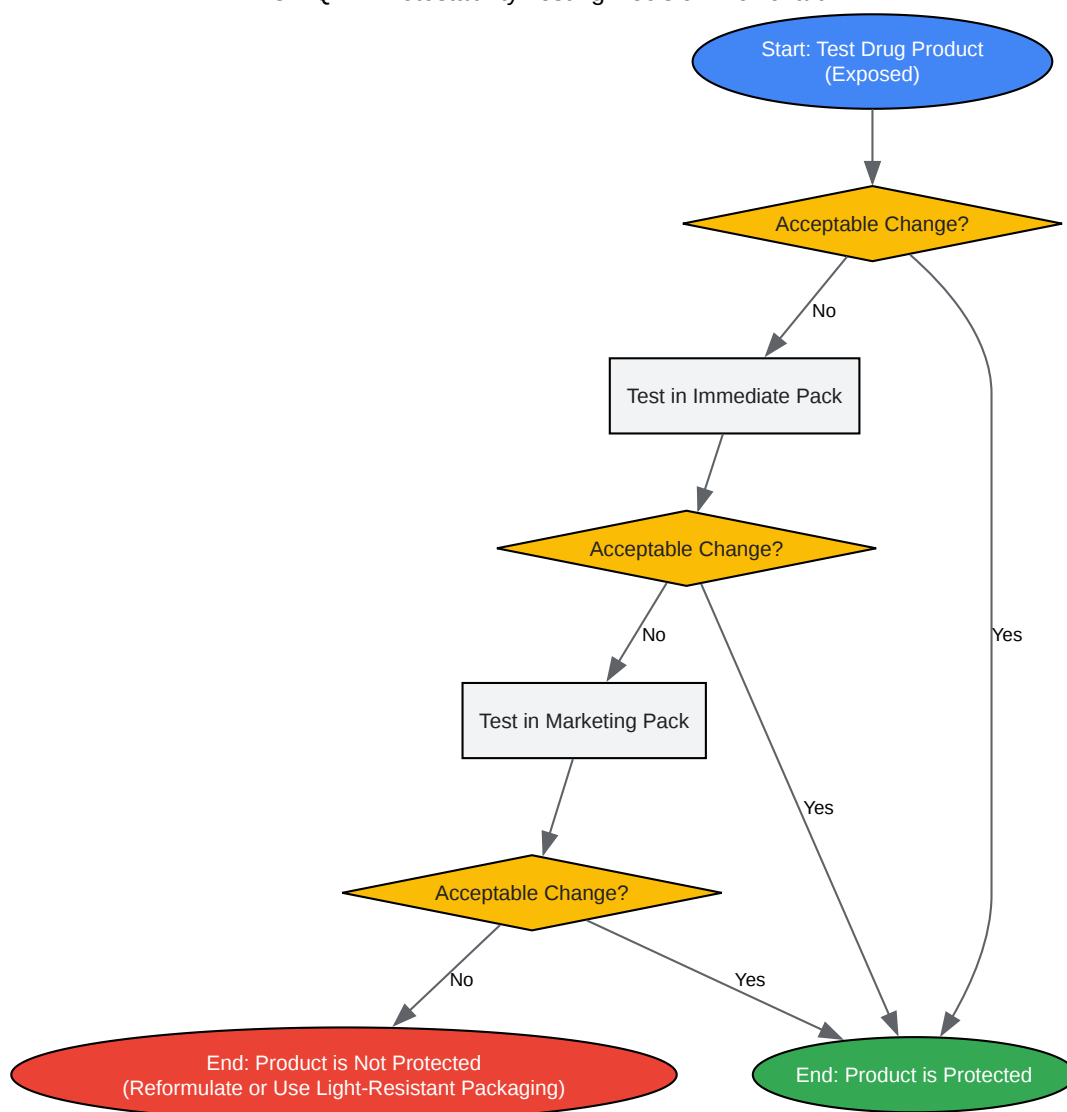 Start: Test Drug Product
(Exposed)
Acceptable Change?
No
Test in Immediate Pack
Yes
Acceptable Change?
No
Test in Marketing Pack
Yes
Acceptable Change?
No
Yes
End: Product is Not Protected
(Reformulate or Use Light-Resistant Packaging)
End: Product is Protected